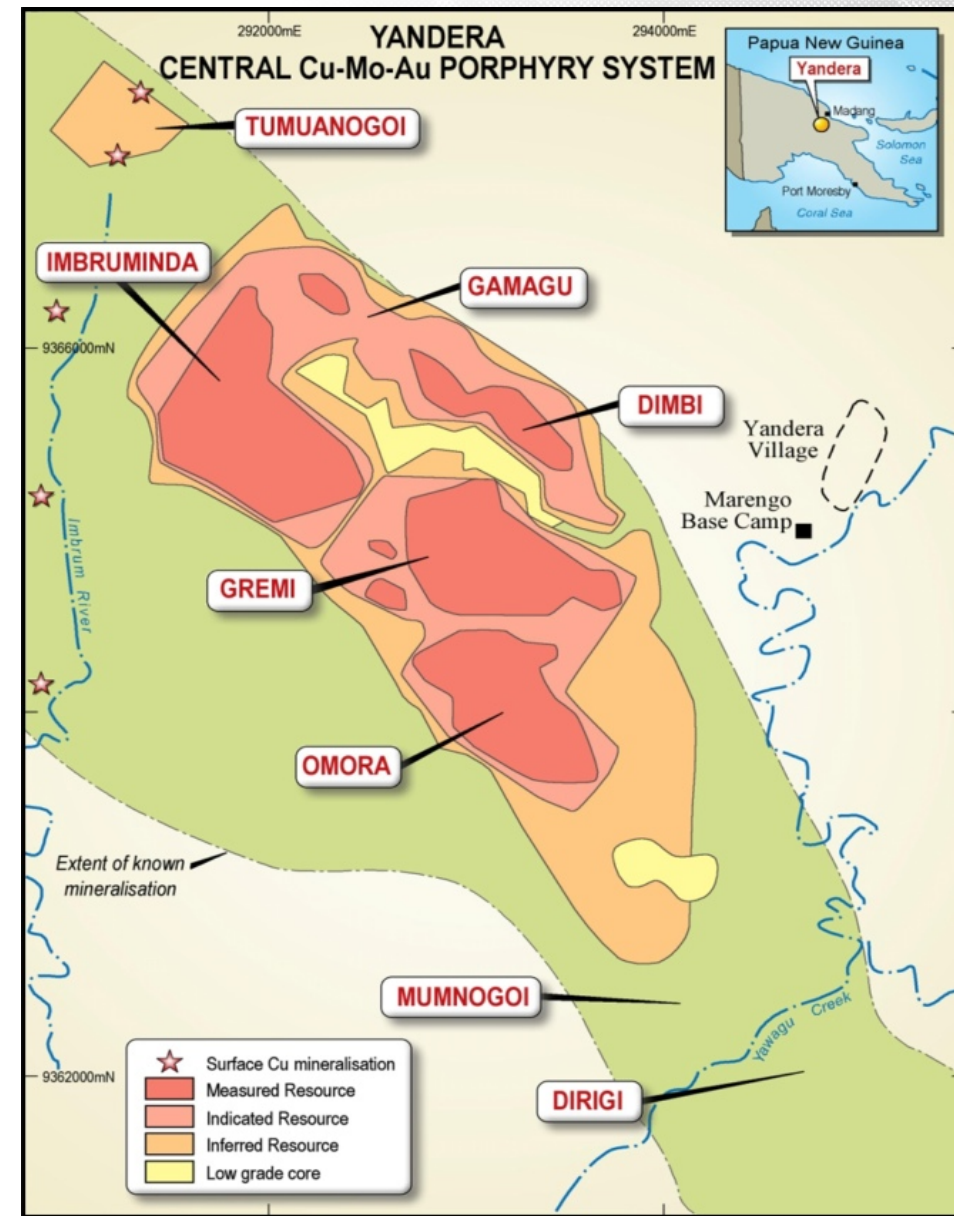 292000mE
294000mE
YANDERA
CENTRAL Cu-Mo-Au PORPHYRY SYSTEM
Papua New Guinea
Yandera
Madang
Solomon
Sea
Port Moresby
Coral Sea
TUMUANOGOI
IMBRUMINDA
GAMAGU
9366000mN
DIMBI
Yandera
Village
Marengo
Base Camp
Imbrum River
GREMI
OMORA
Extent of known
mineralisation
MUMNOGOI
Yawagu Creek
9362000mN
DIRIGI
Surface Cu mineralisation
Measured Resource
Indicated Resource
Inferred Resource
Low grade core